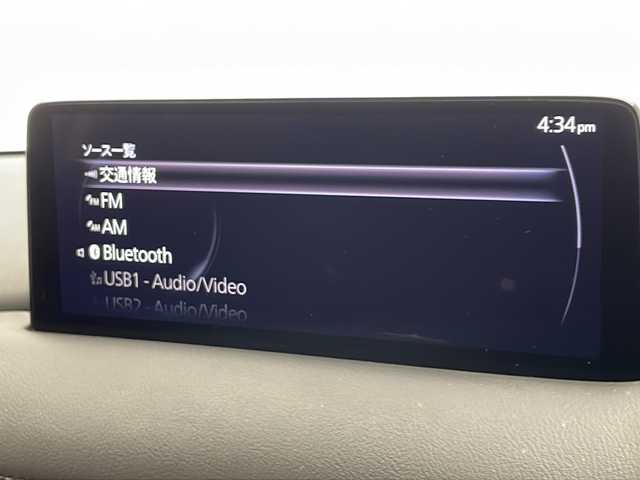 4:34pm
ソース一覧
交通情報
FM
AM
Bluetooth
USB1 - Audio/Video
USB2 - Audio/Video